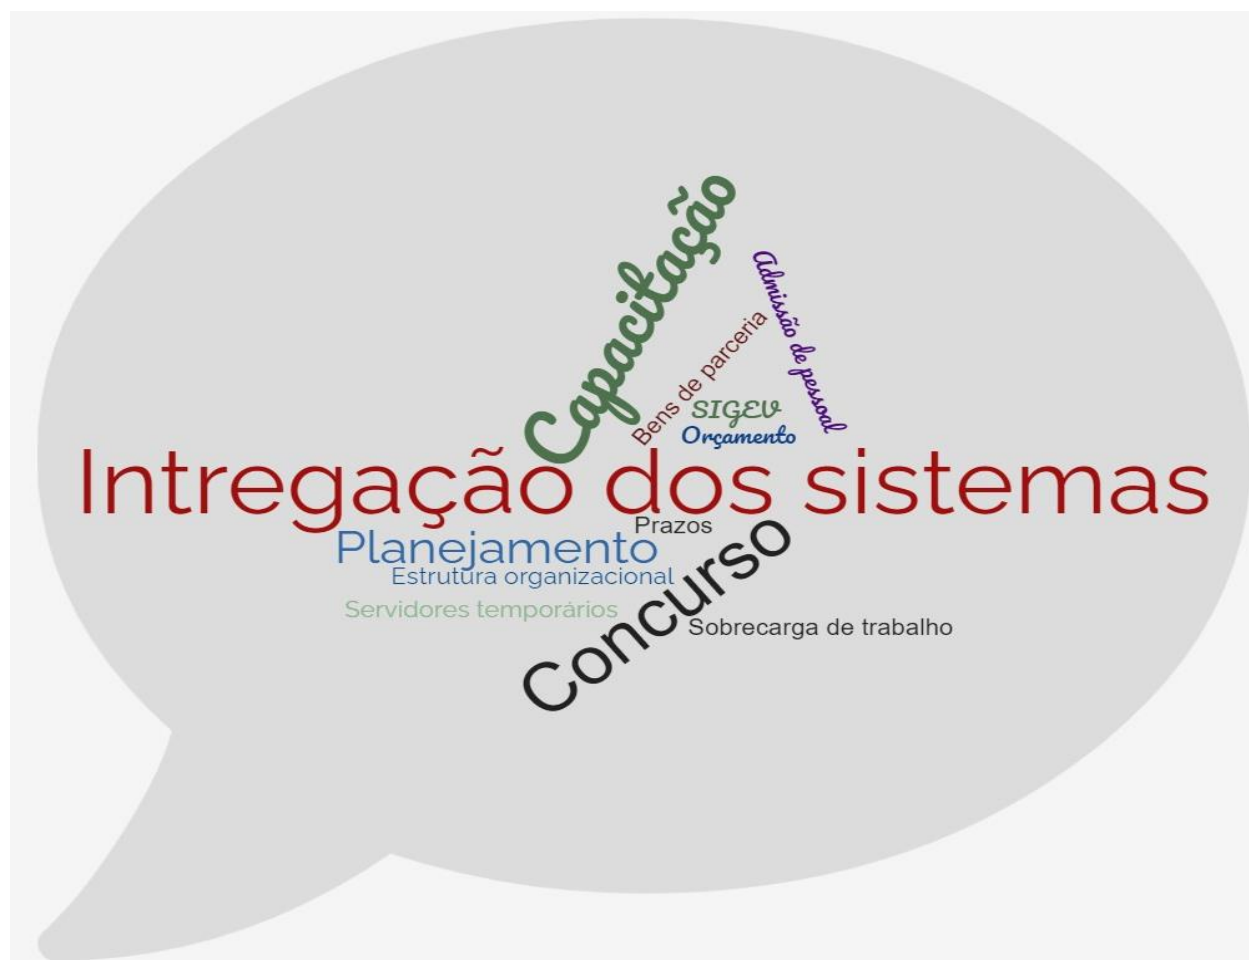 Capacitação
Admissão de pessoal
Bens de parceria
SIGEV
Orçamento
Intregação dos sistemas
Prazos
Planejamento
Estrutura organizacional
Servidores temporários
Concurso
Sobrecarga de trabalho